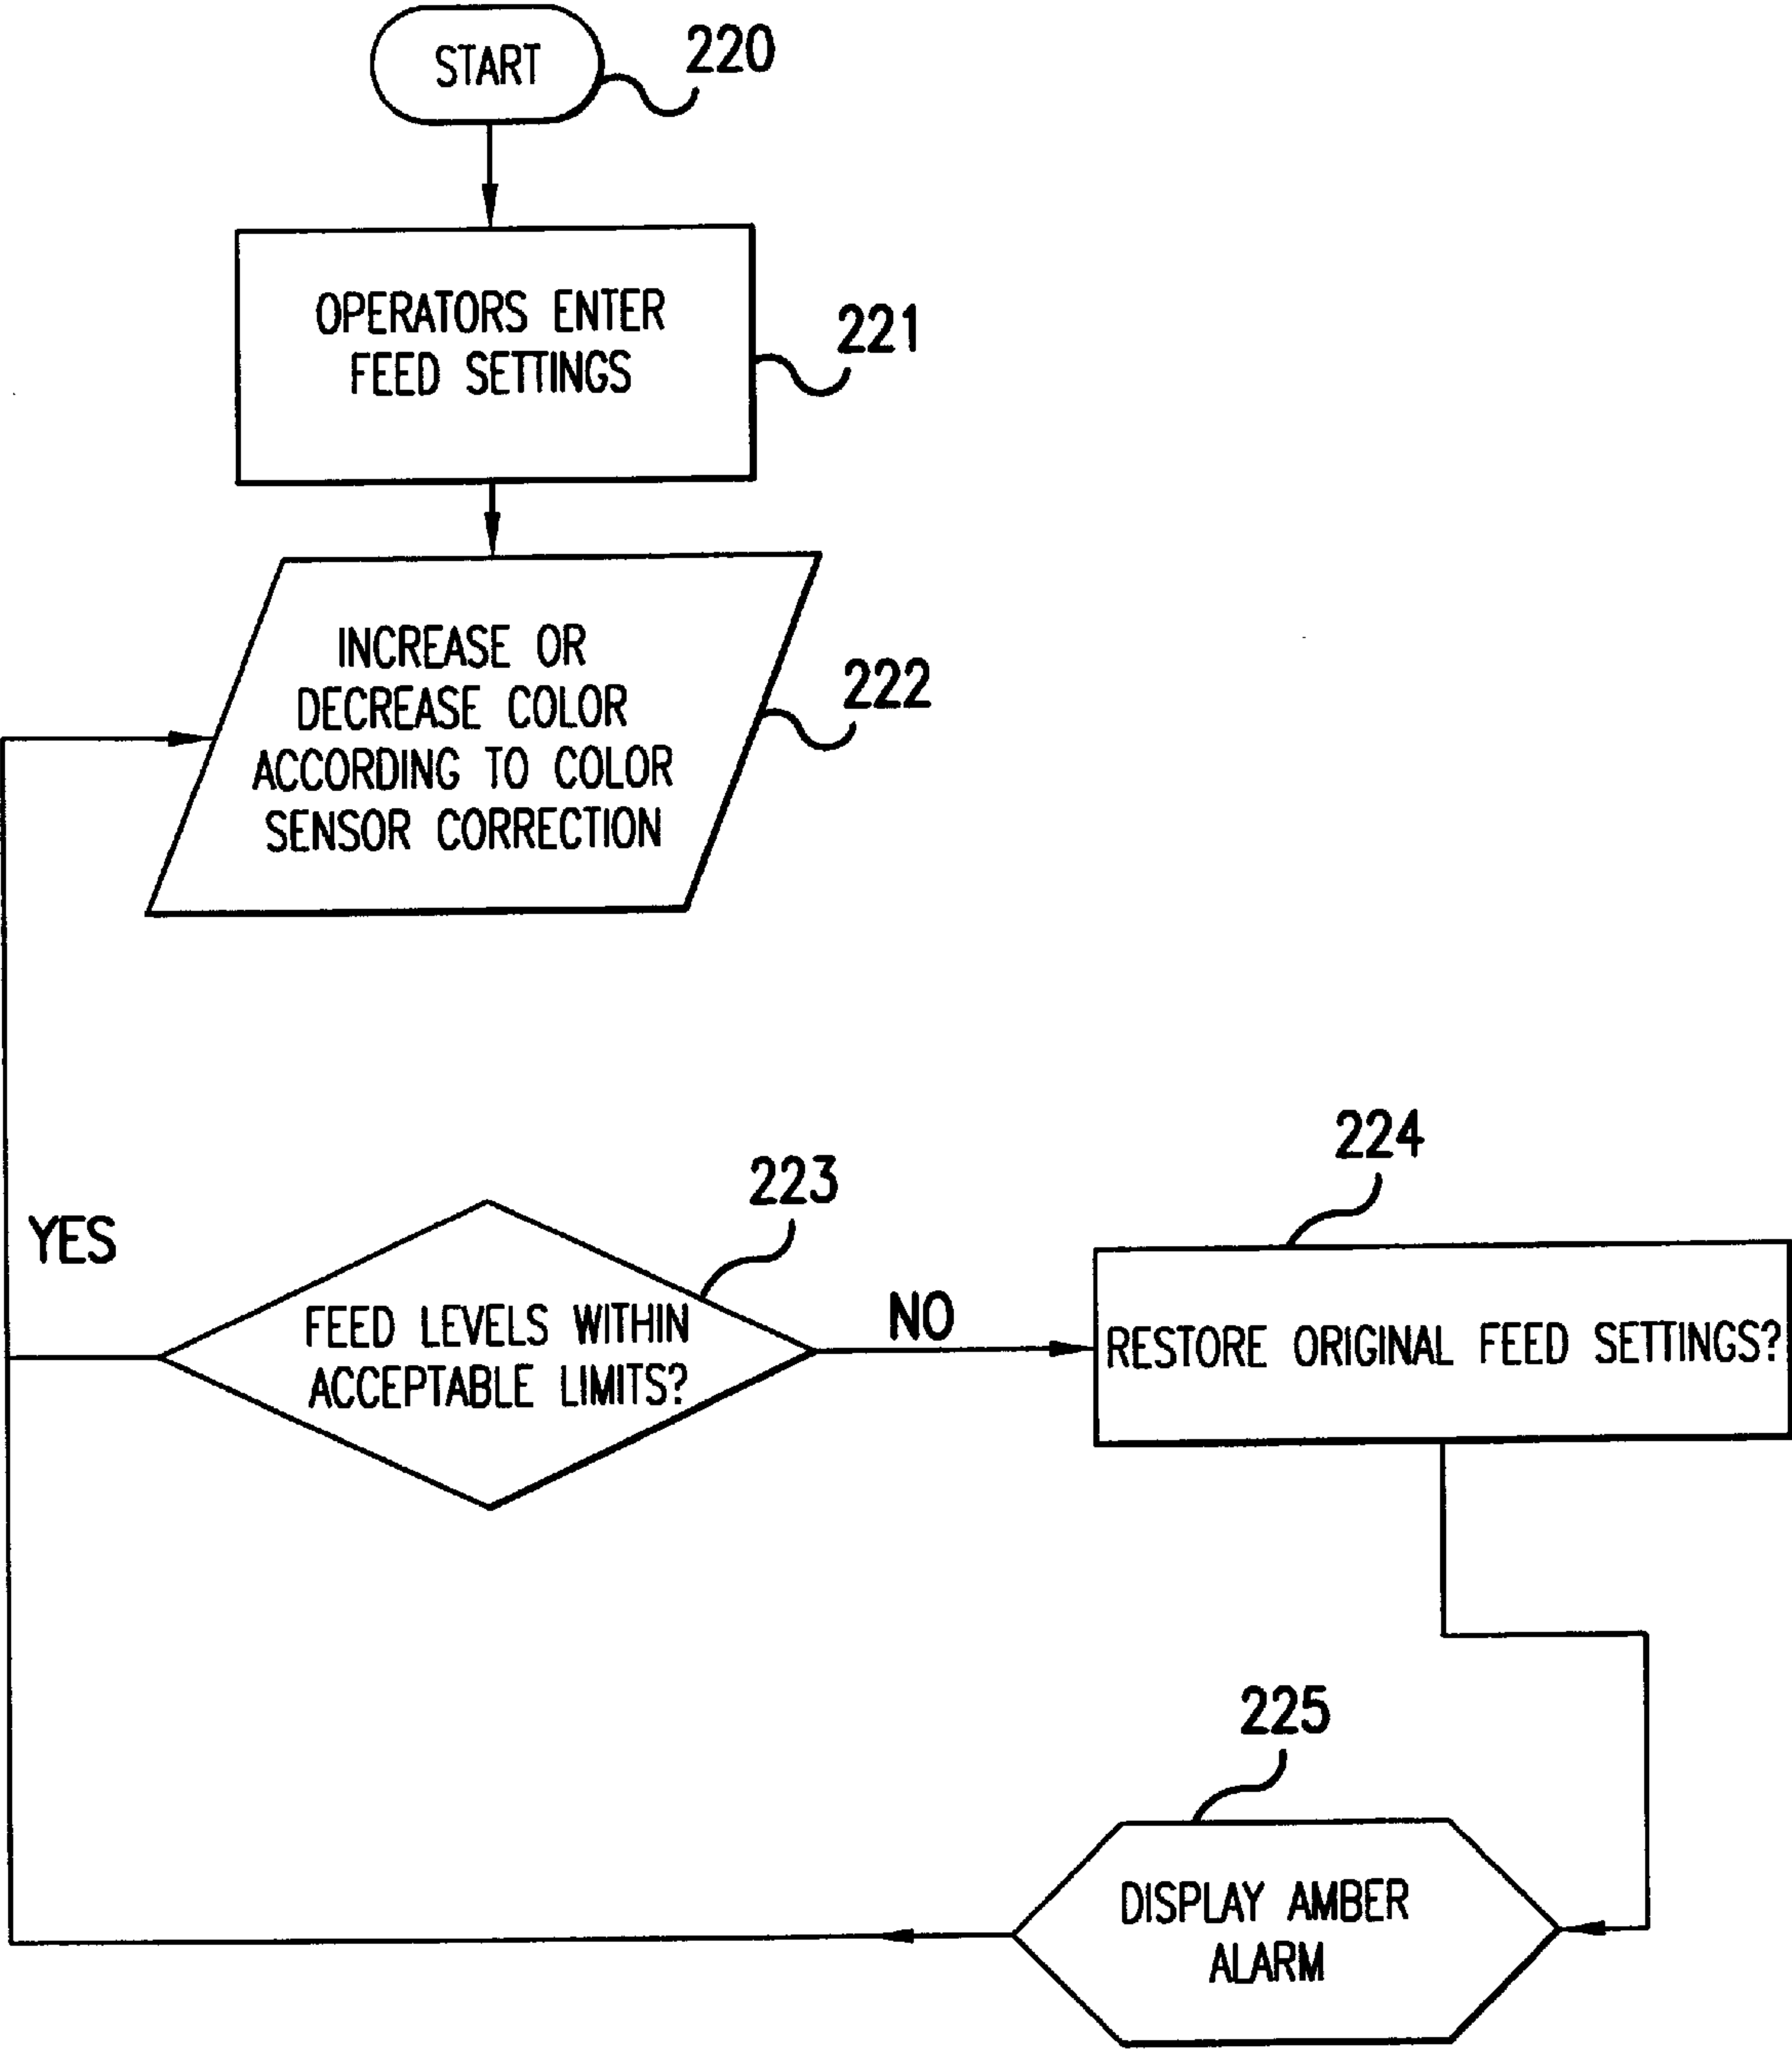 START
220
OPERATORS ENTER
FEED SETTINGS
221
INCREASE OR
DECREASE COLOR
ACCORDING TO COLOR
SENSOR CORRECTION
222
YES
223
FEED LEVELS WITHIN
ACCEPTABLE LIMITS?
NO
224
RESTORE ORIGINAL FEED SETTINGS?
225
DISPLAY AMBER
ALARM